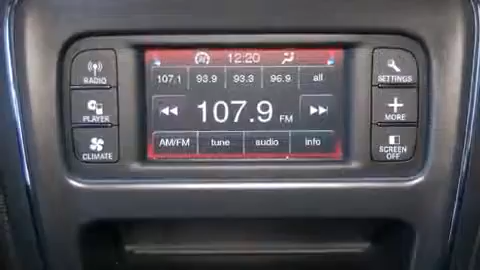 12:20
RADIO
107.1 93.9 93.3 96.9 all
SETTINGS
PLAYER
107.9 FM
MORE
CLIMATE
AM/FM tune audio info
SCREEN
OFF